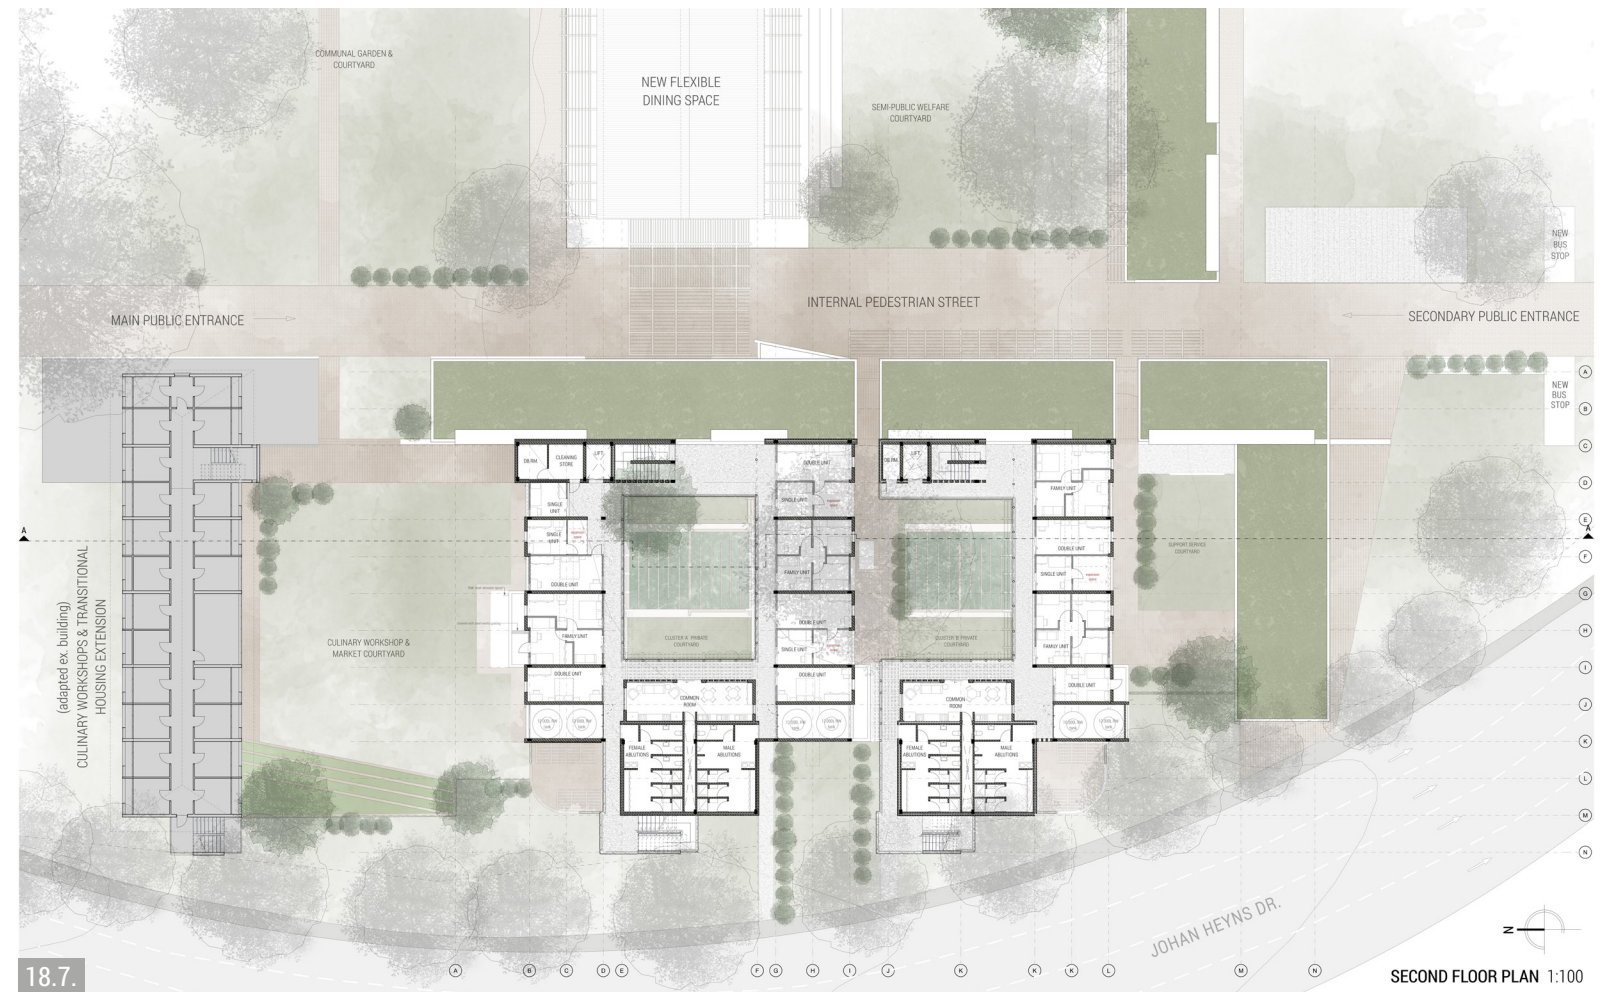 COMMUNAL GARDEN &
COURTYARD
NEW FLEXIBLE
DINING SPACE
SEMI-PUBLIC WELFARE
COURTYARD
NEW
BUS
STOP
MAIN PUBLIC ENTRANCE
INTERNAL PEDESTRIAN STREET
SECONDARY PUBLIC ENTRANCE
NEW
BUS
STOP
A
B
C
D
E
F
G
H
I
J
K
L
M
N
A
A
(adapted ex. building)
CULINARY WORKSHOPS & TRANSITIONAL
HOUSING EXTENSION
CULINARY WORKSHOP &
MARKET COURTYARD
DB RM.
CLEANING
STORE
LIFT
SINGLE
UNIT
SINGLE
UNIT
DOUBLE UNIT
FAMILY UNIT
DOUBLE UNIT
DOUBLE UNIT
SINGLE UNIT
FAMILY UNIT
DOUBLE UNIT
SINGLE UNIT
DOUBLE UNIT
CLUSTER 'A' PRIVATE
COURTYARD
COMMON
ROOM
FEMALE
ABLUTIONS
MALE
ABLUTIONS
DB RM.
LIFT
FAMILY UNIT
DOUBLE UNIT
SINGLE UNIT
FAMILY UNIT
DOUBLE UNIT
CLUSTER 'B' PRIVATE
COURTYARD
COMMON
ROOM
FEMALE
ABLUTIONS
MALE
ABLUTIONS
SUPPORT SERVICE
COURTYARD
JOHAN HEYNS DR.
A
B
C
D
E
F
G
H
I
J
K
K
K
L
M
N
N
18.7.
SECOND FLOOR PLAN 1:100